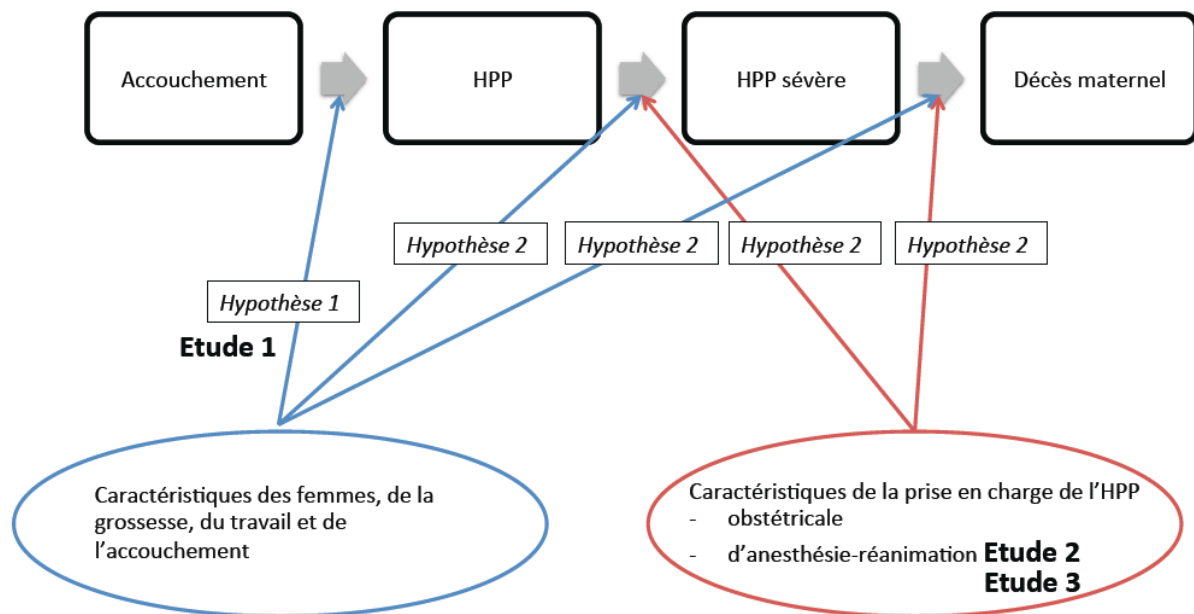 Accouchement
HPP
HPP sévère
Décès maternel
Hypothèse 2
Hypothèse 2
Hypothèse 2
Hypothèse 2
Hypothèse 1
Etude 1
Caractéristiques des femmes, de la
grossesse, du travail et de
l’accouchement
Caractéristiques de la prise en charge de l’HPP
- obstétricale
- d’anesthésie-réanimation Etude 2
Etude 3